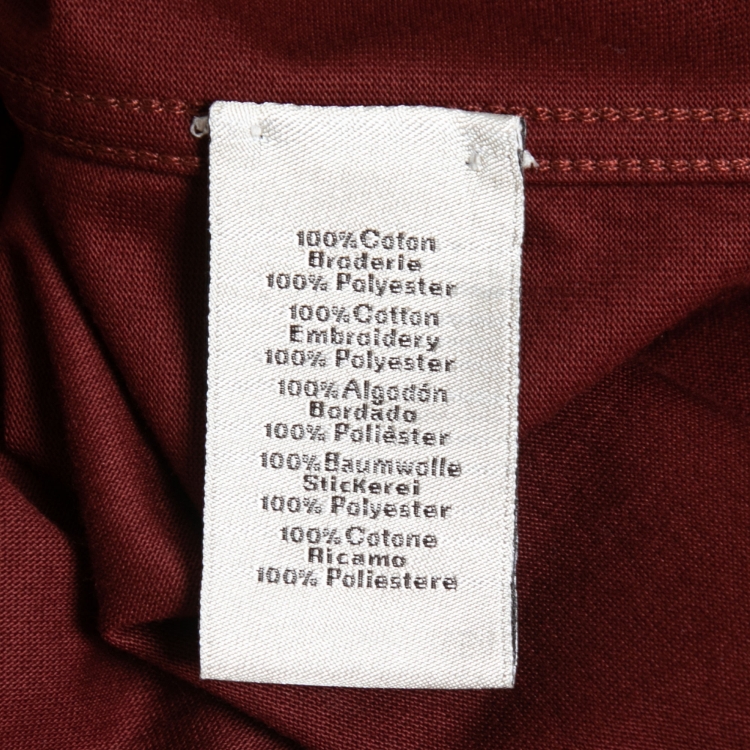 100%Coton
Broderie
100% Polyester
100%Cotton
Embroidery
100% Polyester
100%Algodón
Bordado
100% Poliéster
100%Baumwolle
Stickerei
100% Polyester
100%Cotone
Ricamo
100% Poliestere